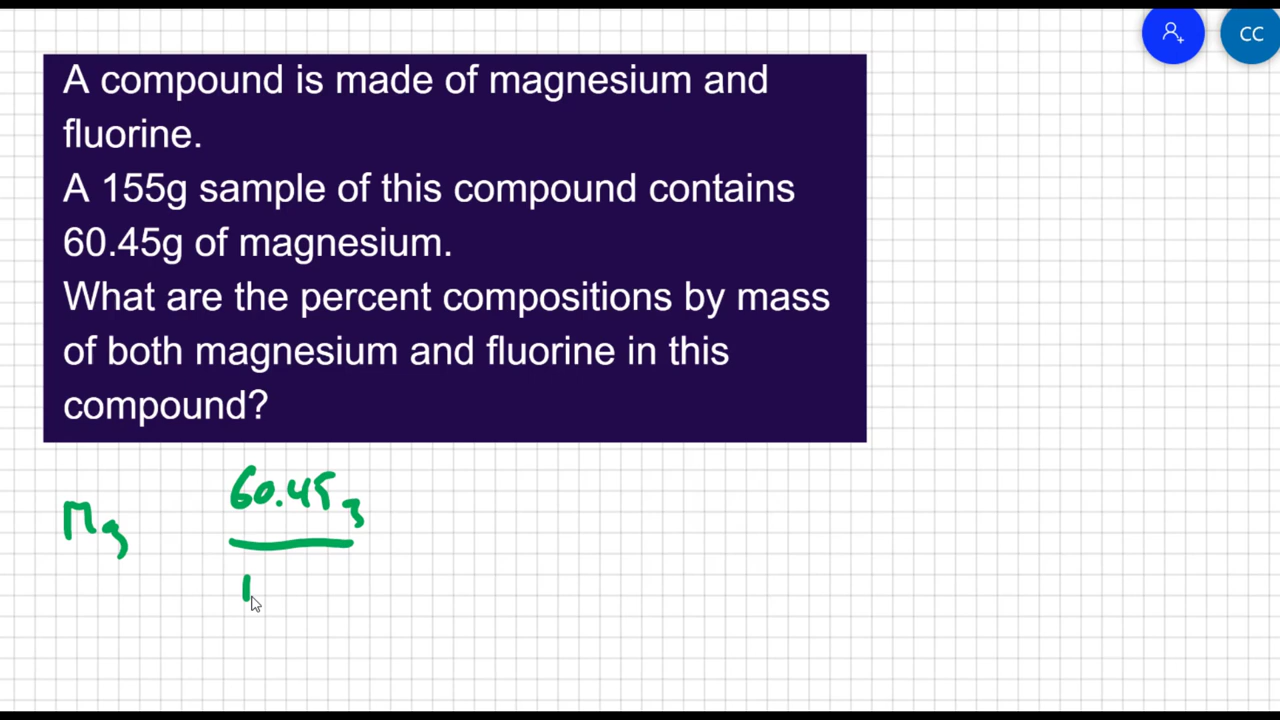 CC
A compound is made of magnesium and
fluorine.
A 155g sample of this compound contains
60.45g of magnesium.
What are the percent compositions by mass
of both magnesium and fluorine in this
compound?
60.45g
Mg
1